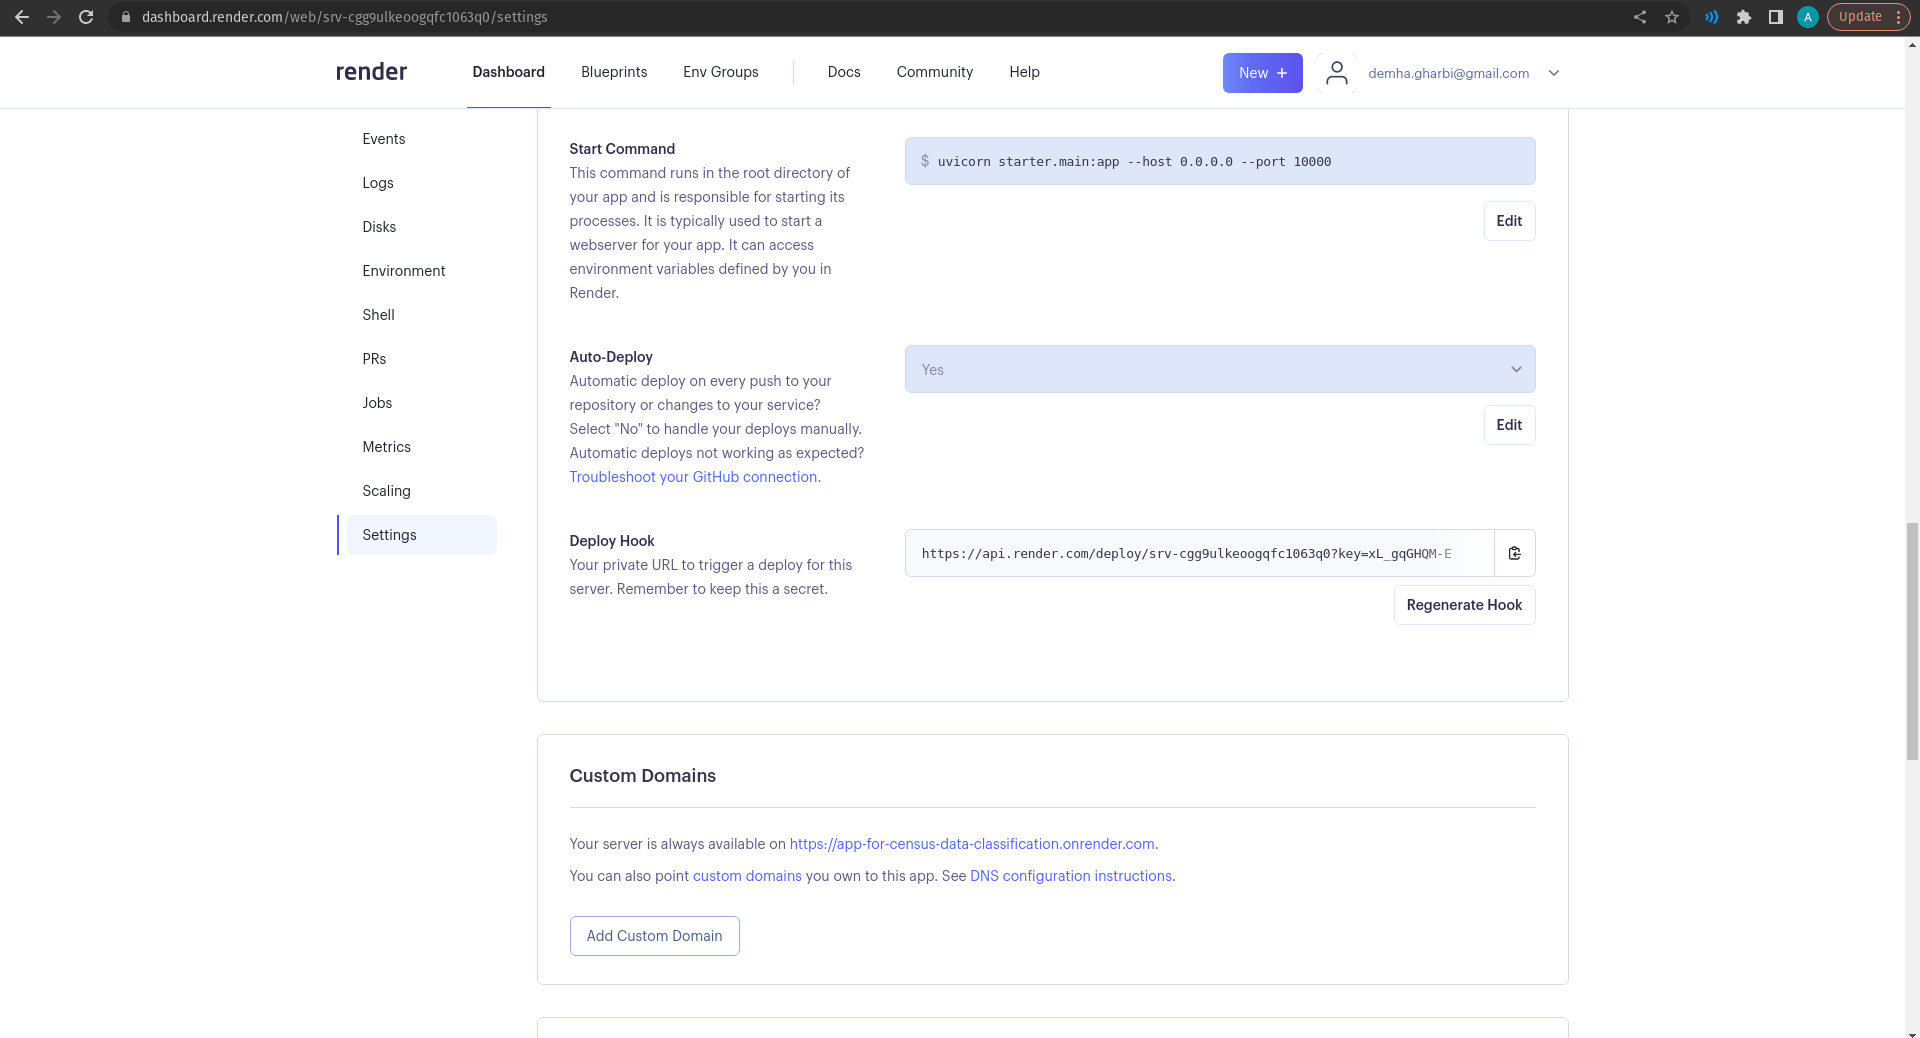 dashboard.render.com/web/srv-cgg9ulkeoogqfc1063q0/settings
A
Update
render
Dashboard
Blueprints
Env Groups
Docs
Community
Help
New +
demha.gharbi@gmail.com
Events
Logs
Disks
Environment
Shell
PRs
Jobs
Metrics
Scaling
Settings
Start Command
This command runs in the root directory of
your app and is responsible for starting its
processes. It is typically used to start a
webserver for your app. It can access
environment variables defined by you in
Render.
$ uvicorn starter.main:app --host 0.0.0.0 --port 10000
Edit
Auto-Deploy
Automatic deploy on every push to your
repository or changes to your service?
Select "No" to handle your deploys manually.
Automatic deploys not working as expected?
Troubleshoot your GitHub connection.
Yes
Edit
Deploy Hook
Your private URL to trigger a deploy for this
server. Remember to keep this a secret.
https://api.render.com/deploy/srv-cgg9ulkeoogqfc1063q0?key=xL_gqGHQM-E
Regenerate Hook
Custom Domains
Your server is always available on https://app-for-census-data-classification.onrender.com.
You can also point custom domains you own to this app. See DNS configuration instructions.
Add Custom Domain